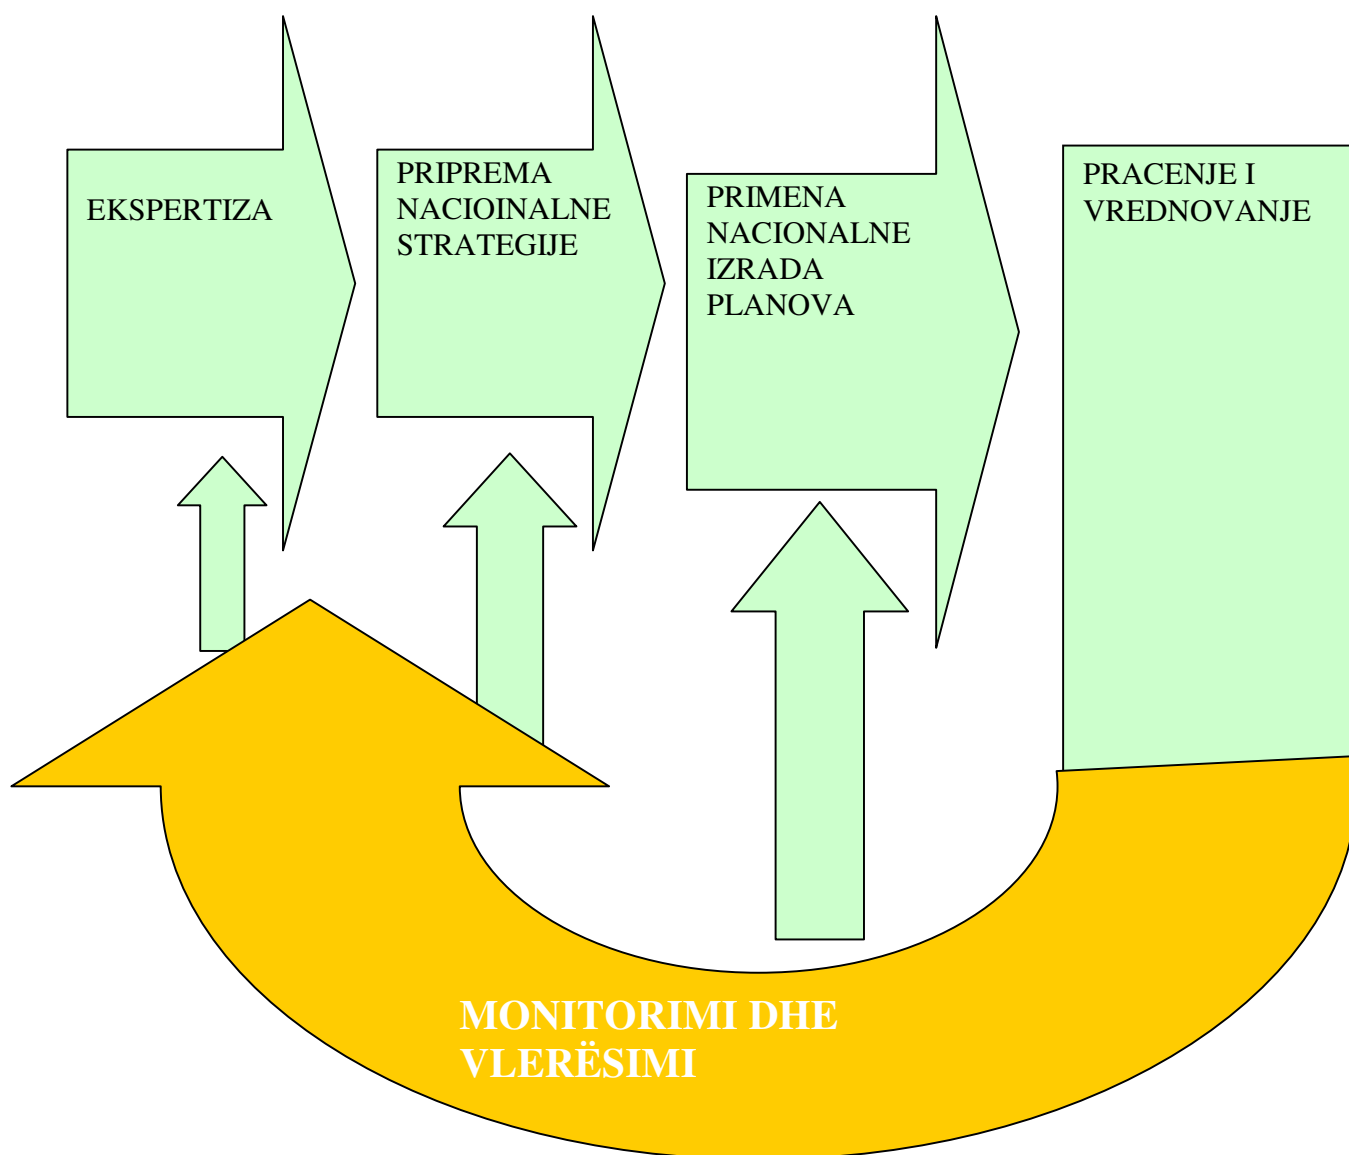 EKSPERTIZA
PRIPREMA
NACIOINALNE
STRATEGIJE
PRIMENA
NACIONALNE
IZRADA
PLANOVA
PRACENJE I
VREDNOVANJE
MONITORIMI DHE
VLERËSIMI